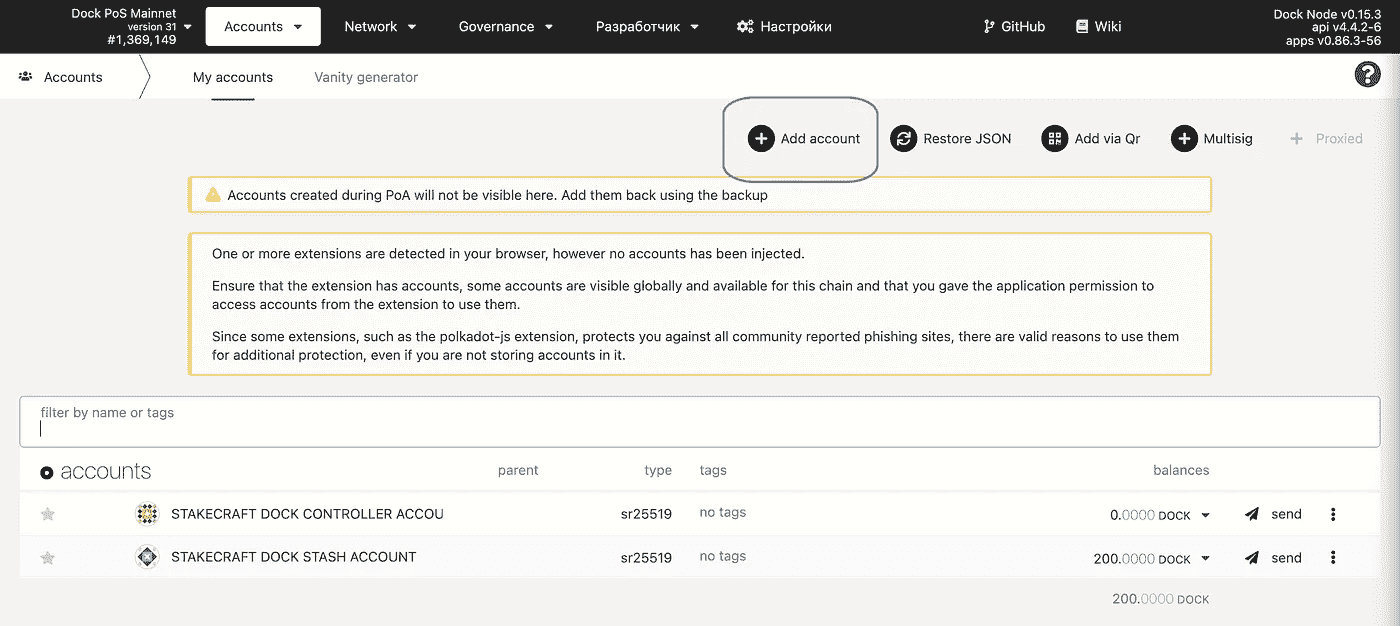 Dock PoS Mainnet
version 31
#1,369,149
Accounts
Network
Governance
Разработчик
Настройки
GitHub
Wiki
Dock Node v0.15.3
api v4.4.2-6
apps v0.86.3-56
Accounts
My accounts
Vanity generator
Add account
Restore JSON
Add via Qr
Multisig
Proxied
Accounts created during PoA will not be visible here. Add them back using the backup
One or more extensions are detected in your browser, however no accounts has been injected.
Ensure that the extension has accounts, some accounts are visible globally and available for this chain and that you gave the application permission to
access accounts from the extension to use them.
Since some extensions, such as the polkadot-js extension, protects you against all community reported phishing sites, there are valid reasons to use them
for additional protection, even if you are not storing accounts in it.
filter by name or tags
accounts parent type tags balances
STAKECRAFT DOCK CONTROLLER ACCOU sr25519 no tags 0.0000 DOCK send
STAKECRAFT DOCK STASH ACCOUNT sr25519 no tags 200.0000 DOCK send
200.0000 DOCK